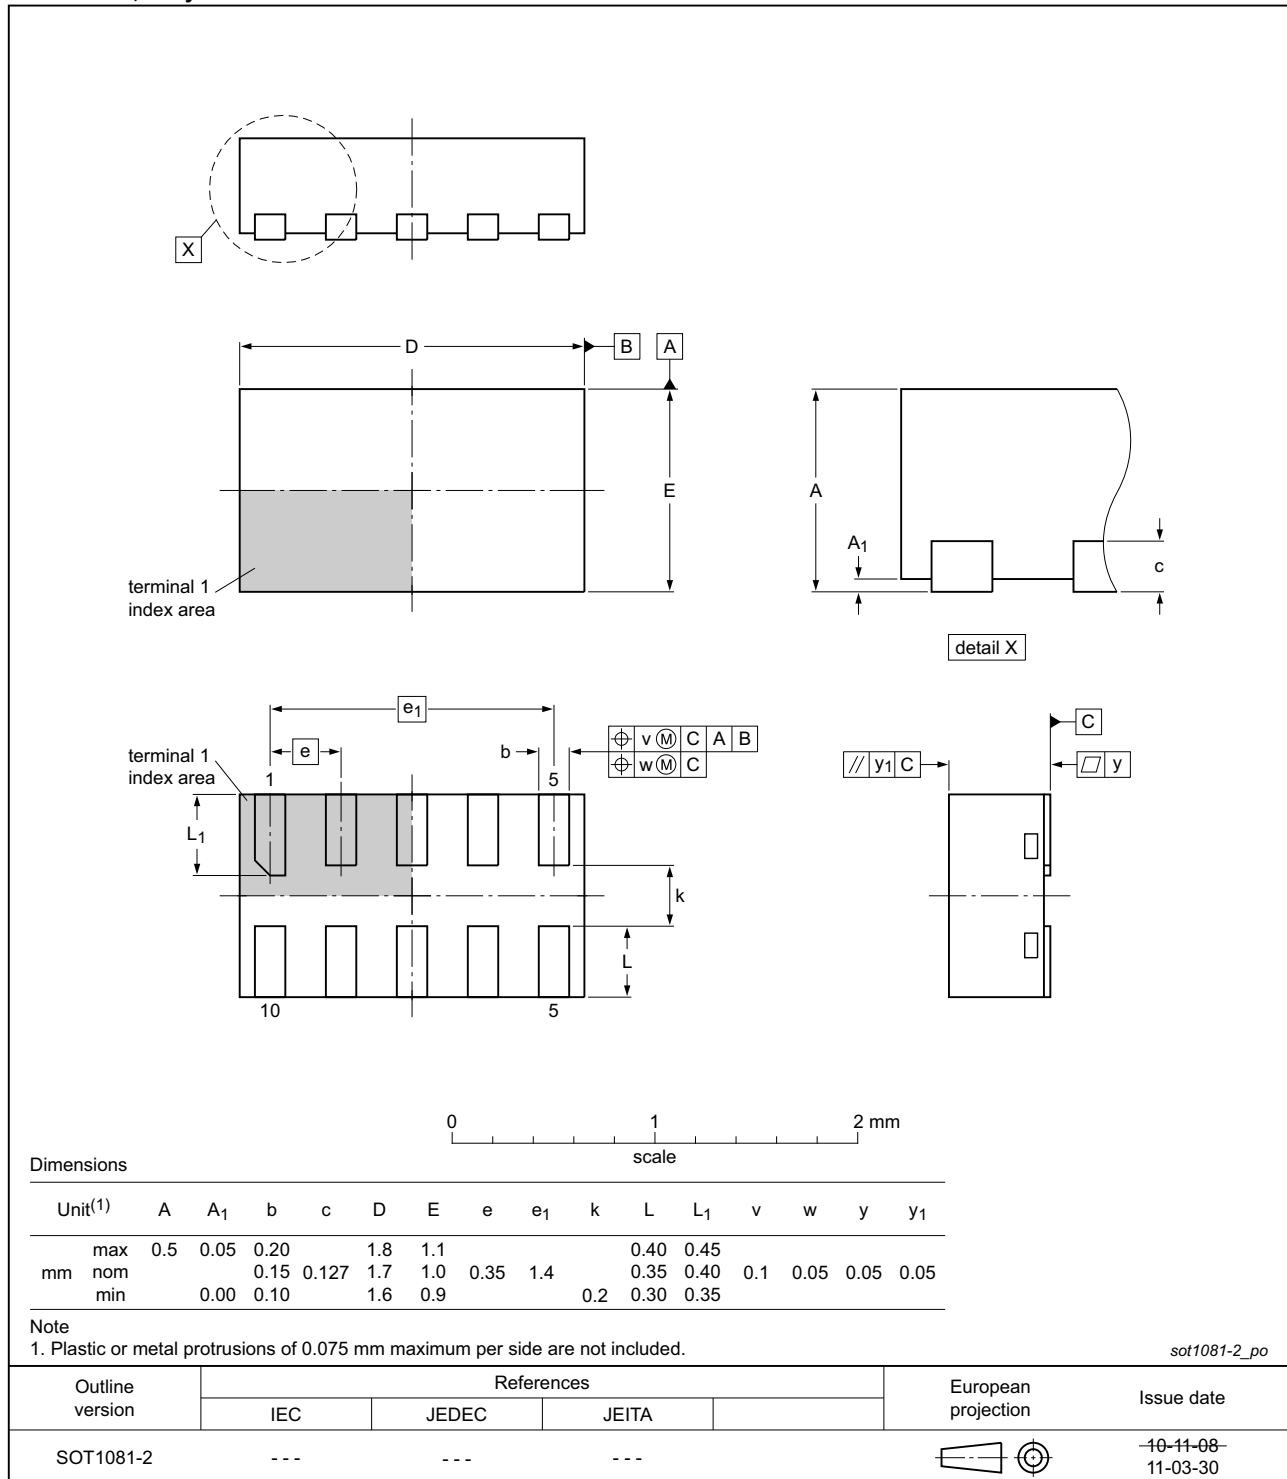 X
D
B
A
E
terminal 1
index area
A
A1
c
detail X
e1
e
b
v M C A B
w M C
terminal 1
index area
1
5
L1
k
L
10
5
C
// y1 C
y
0 1 2 mm
scale
Dimensions
Unit(1) A A1 b c D E e e1 k L L1 v w y y1
max 0.5 0.05 0.20 1.8 1.1 0.40 0.45
mm nom 0.15 0.127 1.7 1.0 0.35 1.4 0.35 0.40 0.1 0.05 0.05 0.05
min 0.00 0.10 1.6 0.9 0.2 0.30 0.35
Note
1. Plastic or metal protrusions of 0.075 mm maximum per side are not included.
sot1081-2_po
Outline version
References
European projection
Issue date
IEC JEDEC JEITA
SOT1081-2 - - - - - - - - -
10-11-08
11-03-30